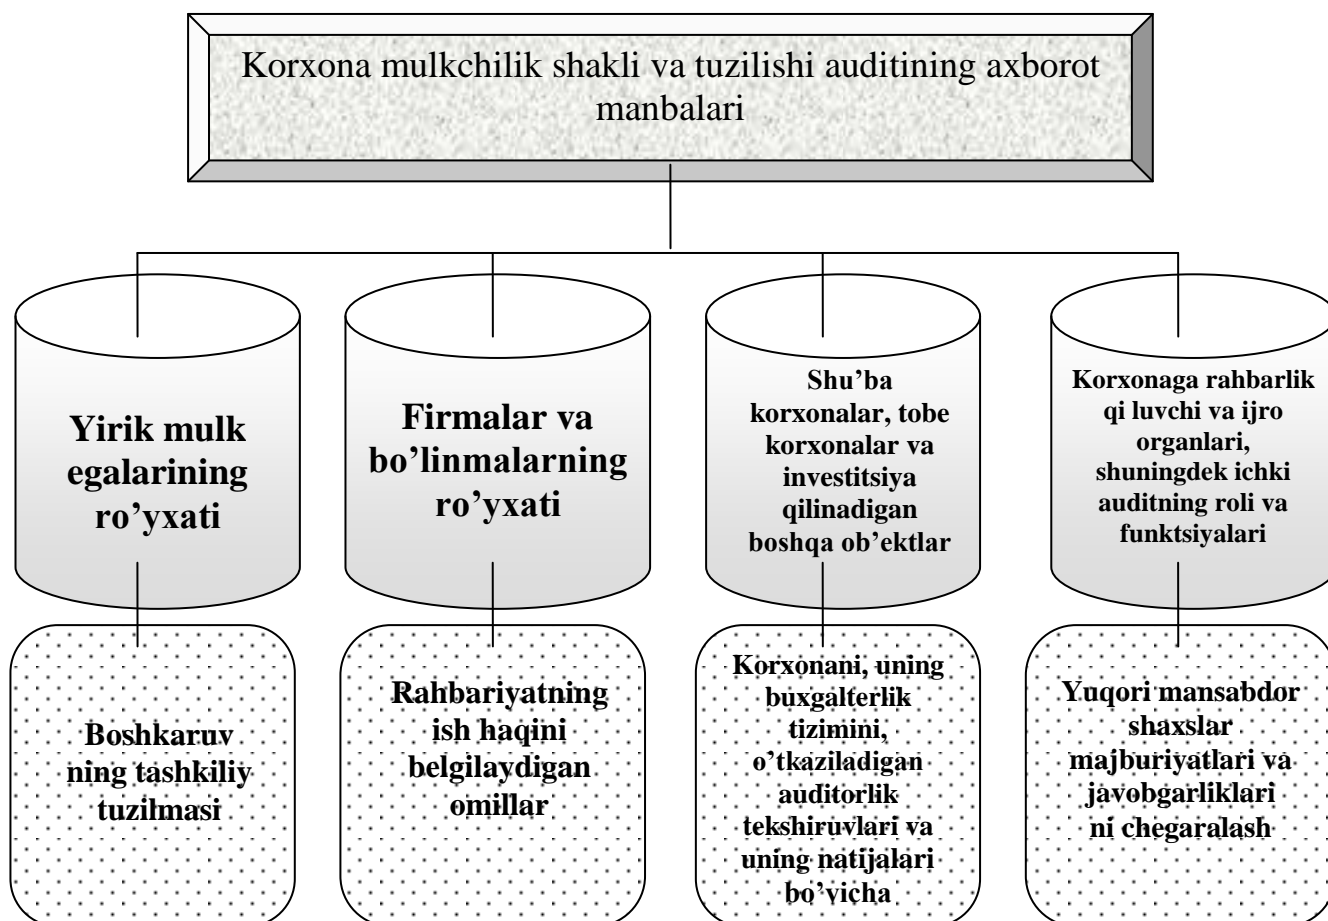 Korxona mulkchilik shakli va tuzilishi auditining axborot
manbalari
Yirik mulk
egalarining
ro’yxati
Firmalar va
bo’linmalarning
ro’yxati
Shu’ba
korxonalar, tobe
korxonalar va
investitsiya
qilinadigan
boshqa ob’ektlar
Korxonaga rahbarlik
qi luvchi va ijro
organlari,
shuningdek ichki
auditning roli va
funktsiyalari
Boshkaruv
ning tashkiliy
tuzilmasi
Rahbariyatning
ish haqini
belgilaydigan
omillar
Korxonani, uning
buxgalterlik
tizimini,
o’tkaziladigan
auditorlik
tekshiruvlari va
uning natijalari
bo’yicha
Yuqori mansabdor
shaxslar
majburiyatlari va
javobgarliklari
ni chegaralash